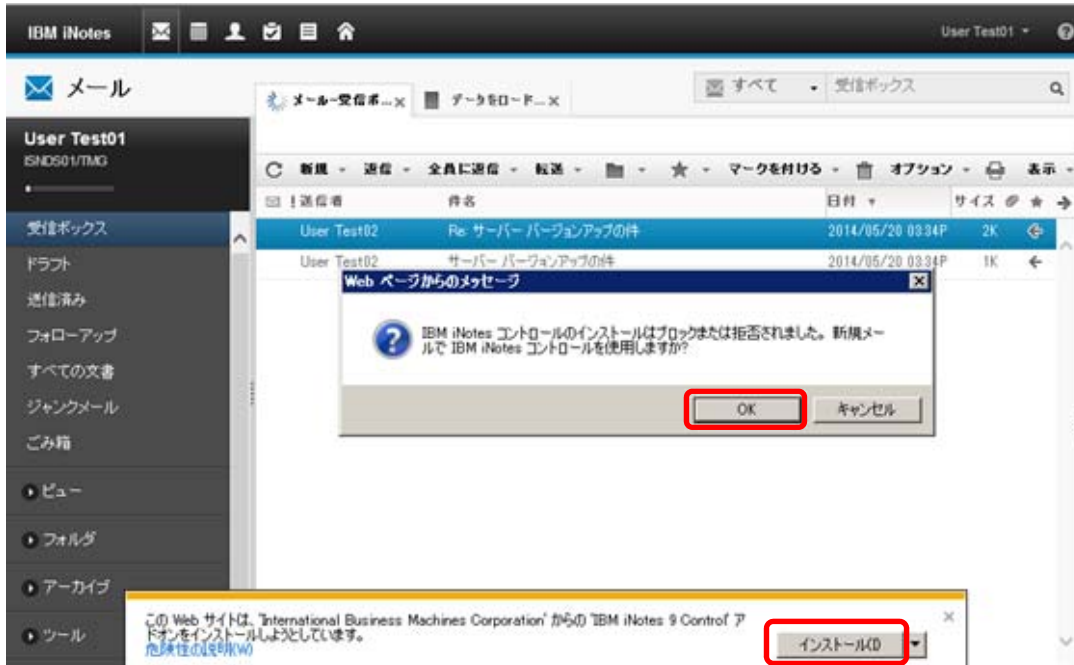 IBM iNotes
User Test01
メール
メール-受信ボ...
データをロード...
すべて
受信ボックス
User Test01
ISNDS01/TMG
新規
返信
全員に返信
転送
マークを付ける
オプション
表示
! 送信者 件名 日付 サイズ
User Test02 Re: サーバー バージョンアップの件 2014/05/20 03:34P 2K
User Test02 サーバー バージョンアップの件 2014/05/20 03:34P 1K
受信ボックス
ドラフト
送信済み
フォローアップ
すべての文書
ジャンクメール
ごみ箱
ビュー
フォルダ
アーカイブ
ツール
Web ページからのメッセージ
IBM iNotes コントロールのインストールはブロックまたは拒否されました。新規メー
ルで IBM iNotes コントロールを使用しますか?
OK
キャンセル
この Web サイトは、'International Business Machines Corporation' からの 'IBM iNotes 9 Control' ア
ドオンをインストールしようとしています。
危険性の説明(W)
インストール(I)